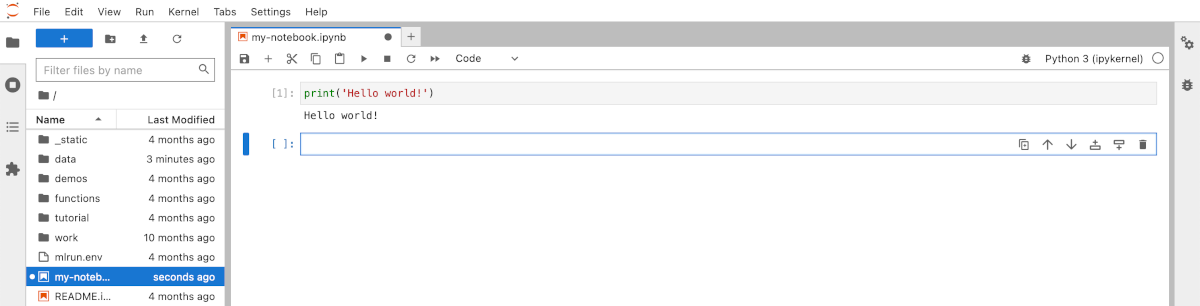 File Edit View Run Kernel Tabs Settings Help
+
my-notebook.ipynb +
Code
Python 3 (ipykernel)
Filter files by name
/
Name Last Modified
_static 4 months ago
data 3 minutes ago
demos 4 months ago
functions 4 months ago
tutorial 4 months ago
work 10 months ago
mlrun.env 4 months ago
my-noteb... seconds ago
README.i... 4 months ago
[1]: print('Hello world!')
Hello world!
[ ]: